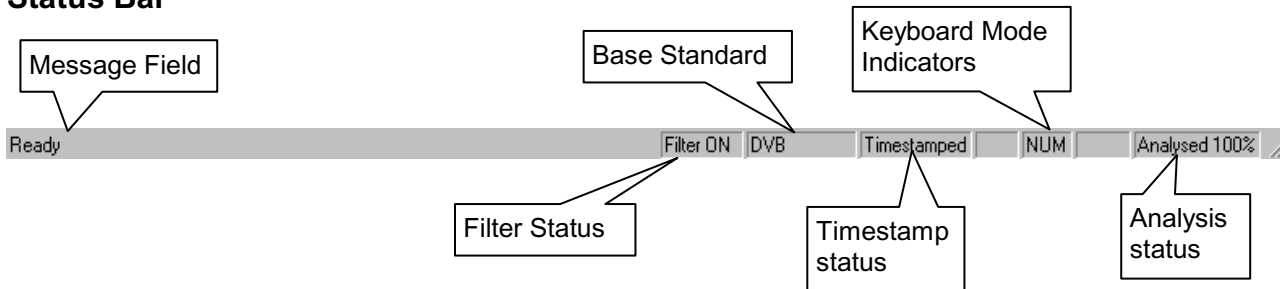 Status Bar
Message Field
Base Standard
Keyboard Mode
Indicators
Ready
Filter ON
DVB
Timestamped
NUM
Analysed 100%
Filter Status
Timestamp
status
Analysis
status